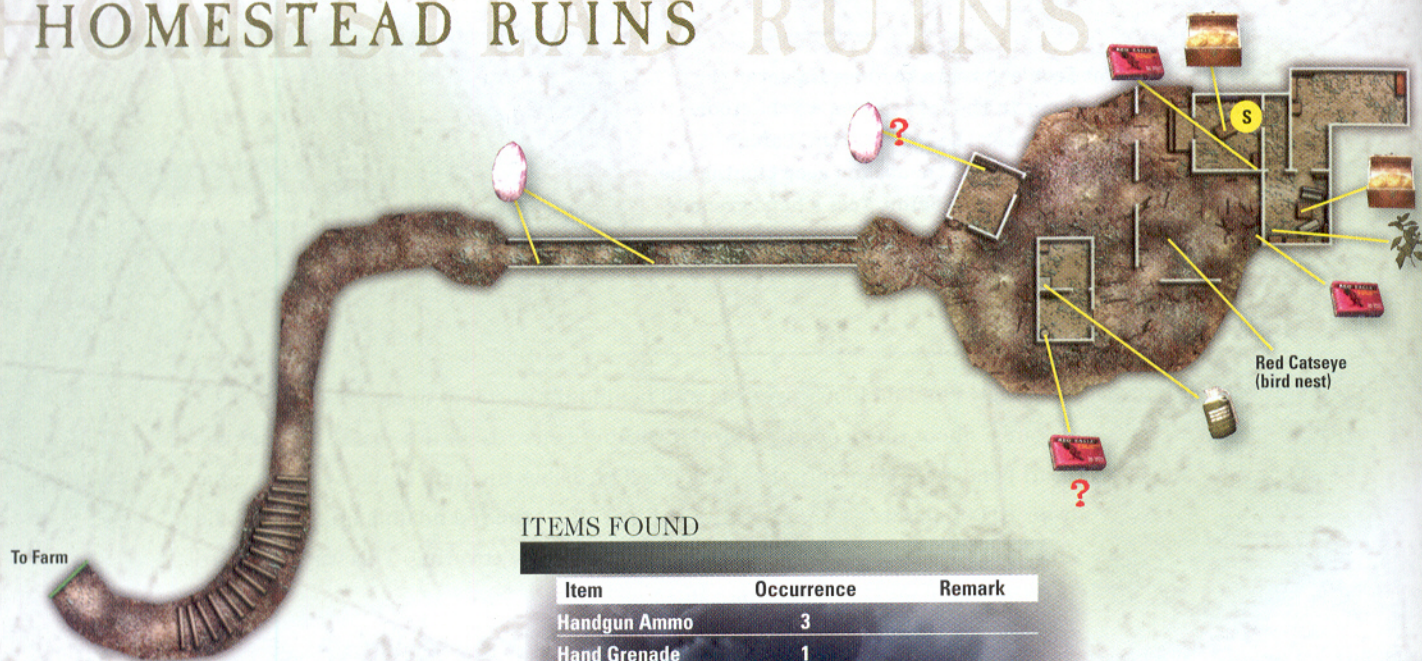 HOMESTEAD RUINS
?
S
Red Catseye
(bird nest)
?
To Farm
ITEMS FOUND
Item Occurrence Remark
Handgun Ammo 3
Hand Grenade 1